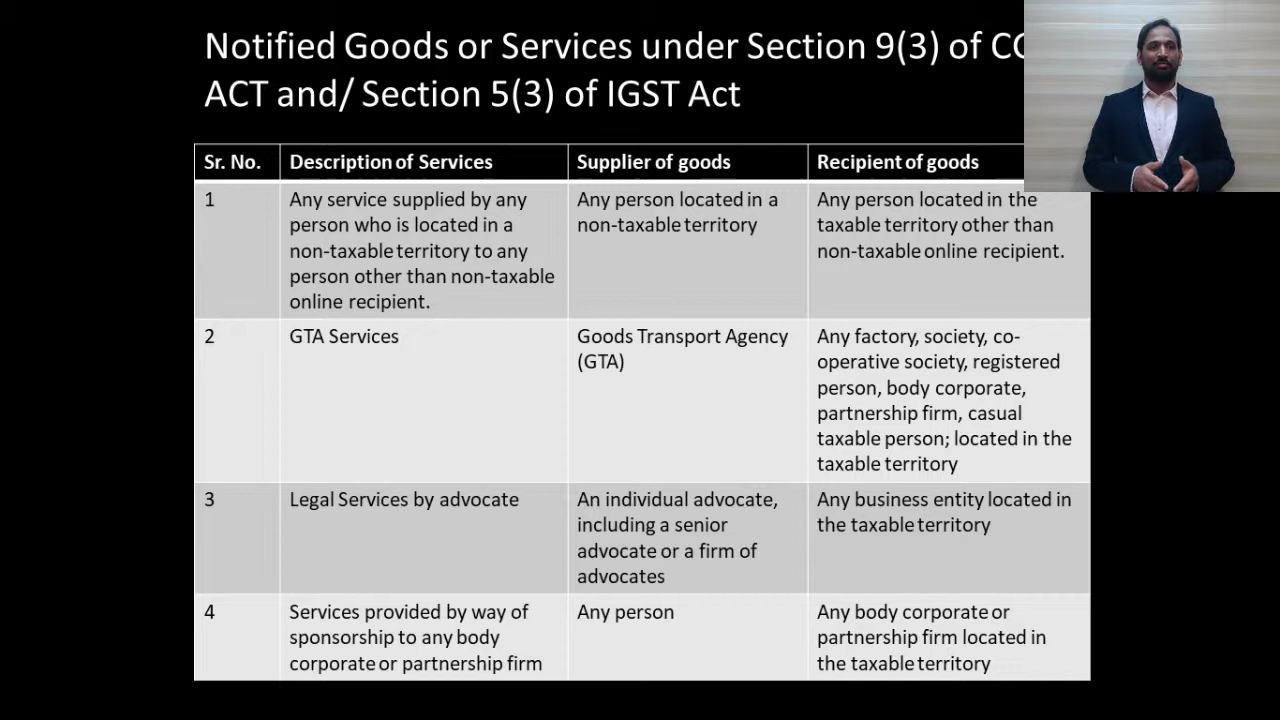 Notified Goods or Services under Section 9(3) of
ACT and/ Section 5(3) of IGST Act
Sr. No. Description of Services Supplier of goods Recipient of goods
1 Any service supplied by any person who is located in a non-taxable territory to any person other than non-taxable online recipient. Any person located in a non-taxable territory Any person located in the taxable territory other than non-taxable online recipient.
2 GTA Services Goods Transport Agency (GTA) Any factory, society, co-operative society, registered person, body corporate, partnership firm, casual taxable person; located in the taxable territory
3 Legal Services by advocate An individual advocate, including a senior advocate or a firm of advocates Any business entity located in the taxable territory
4 Services provided by way of sponsorship to any body corporate or partnership firm Any person Any body corporate or partnership firm located in the taxable territory